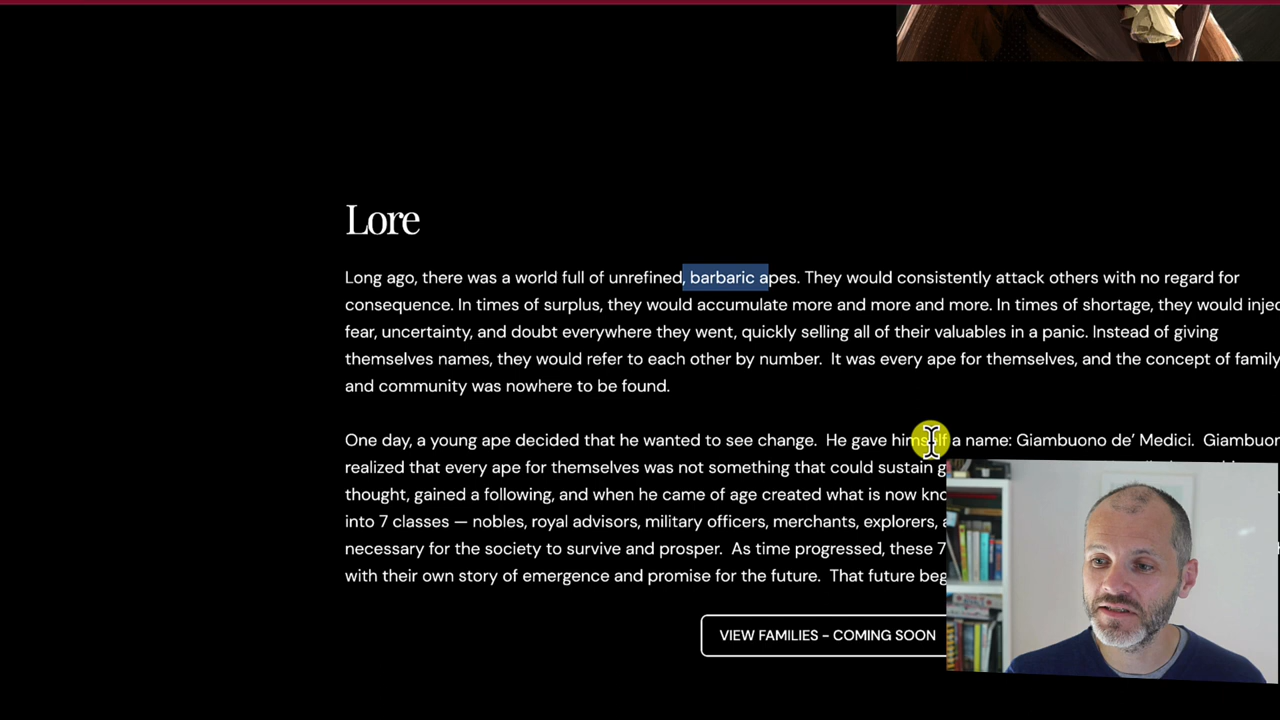 Lore
Long ago, there was a world full of unrefined, barbaric apes. They would consistently attack others with no regard for
consequence. In times of surplus, they would accumulate more and more and more. In times of shortage, they would
fear, uncertainty, and doubt everywhere they went, quickly selling all of their valuables in a panic. Instead of giving
themselves names, they would refer to each other by number. It was every ape for themselves, and the concept of family
and community was nowhere to be found.
One day, a young ape decided that he wanted to see change. He gave himself a name: Giambuono de’ Medici.
realized that every ape for themselves was not something that could sustain
thought, gained a following, and when he came of age created what is now
into 7 classes — nobles, royal advisors, military officers, merchants, explorers,
necessary for the society to survive and prosper. As time progressed, these 7
with their own story of emergence and promise for the future. That future
VIEW FAMILIES – COMING SOON